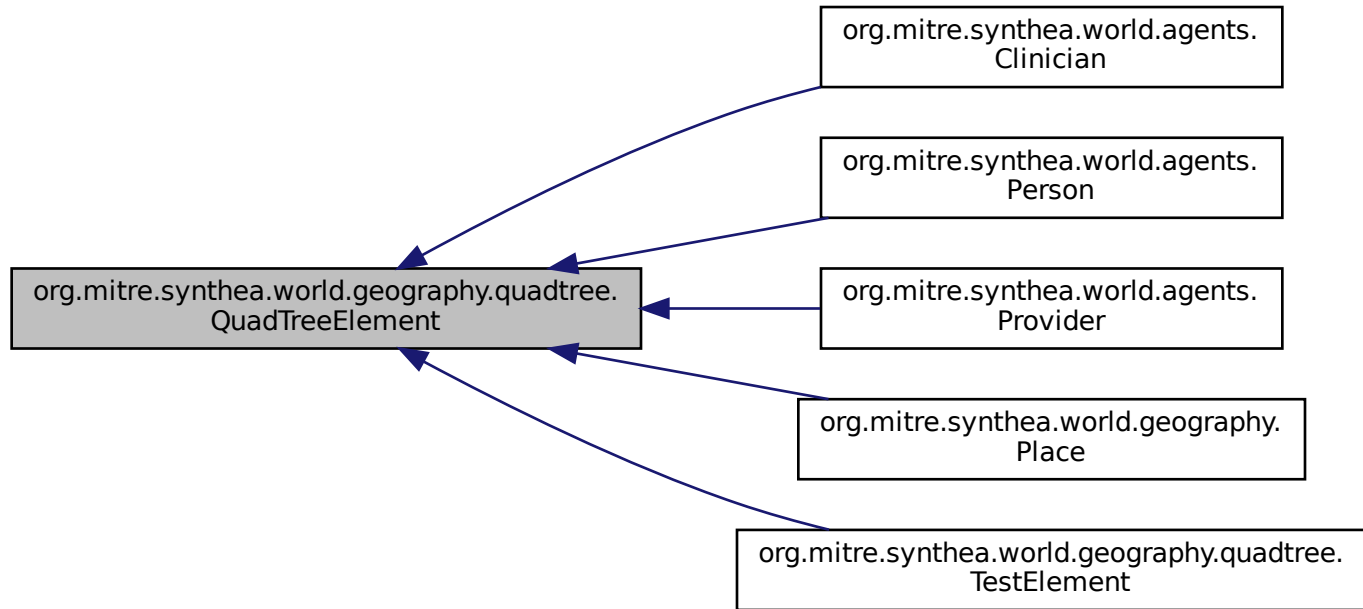 org.mitre.synthea.world.agents.
Clinician
org.mitre.synthea.world.agents.
Person
org.mitre.synthea.world.geography.quadtree.
QuadTreeElement
org.mitre.synthea.world.agents.
Provider
org.mitre.synthea.world.geography.
Place
org.mitre.synthea.world.geography.quadtree.
TestElement